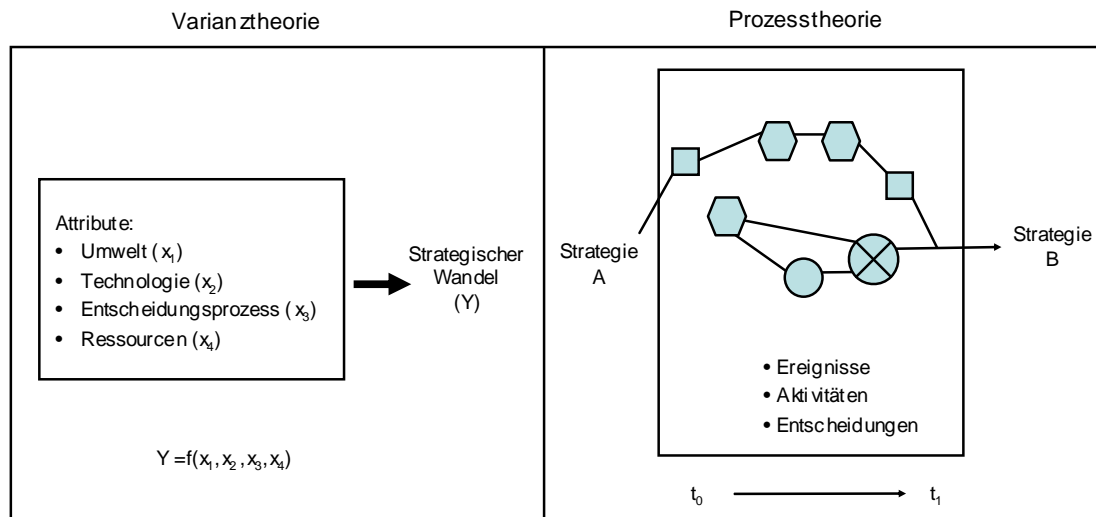 Varianztheorie
Prozesstheorie
Attribute:
• Umwelt (x₁)
• Technologie (x₂)
• Entscheidungsprozess (x₃)
• Ressourcen (x₄)
Strategischer
Wandel
(Y)
Y=f(x₁,x₂,x₃,x₄)
Strategie
A
Strategie
B
• Ereignisse
• Aktivitäten
• Entscheidungen
t₀
t₁